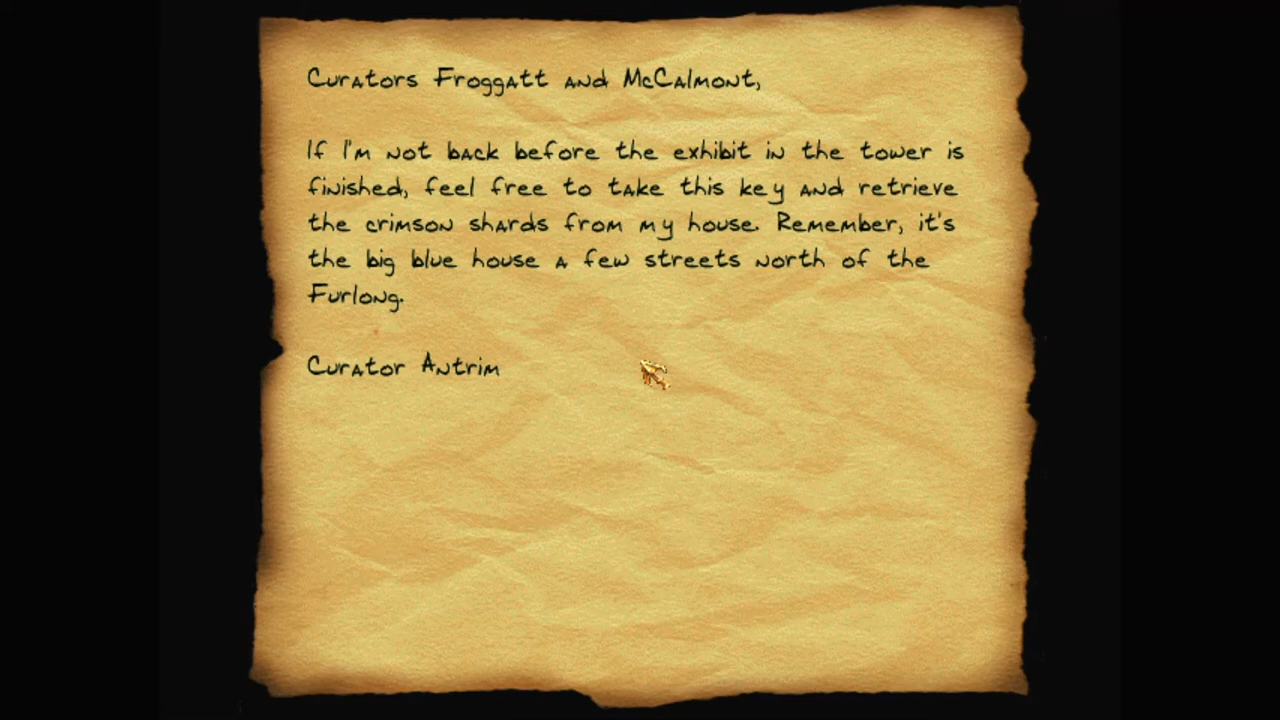 Curators Froggatt and McCalmont,
If I'm not back before the exhibit in the tower is
finished, feel free to take this key and retrieve
the crimson shards from my house. Remember, it's
the big blue house a few streets north of the
Furlong.
Curator Antrim